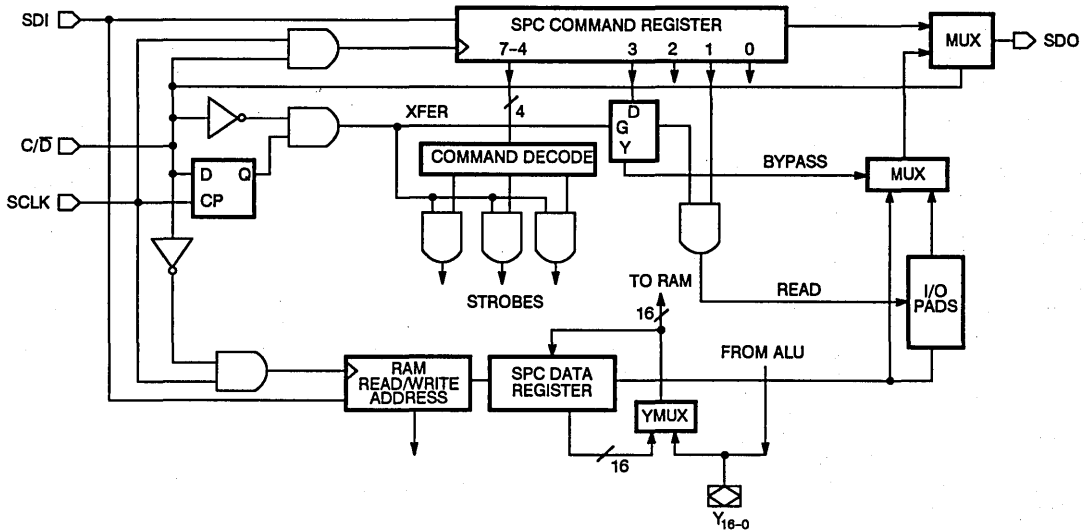 SDI
SPC COMMAND REGISTER
7-4 3 2 1 0
MUX
SDO
4
XFER
D
G
Y
C/D̅
COMMAND DECODE
BYPASS
MUX
D Q
CP
SCLK
STROBES
TO RAM
16
READ
I/O
PADS
FROM ALU
RAM
READ/WRITE
ADDRESS
SPC DATA
REGISTER
YMUX
16
Y16-0